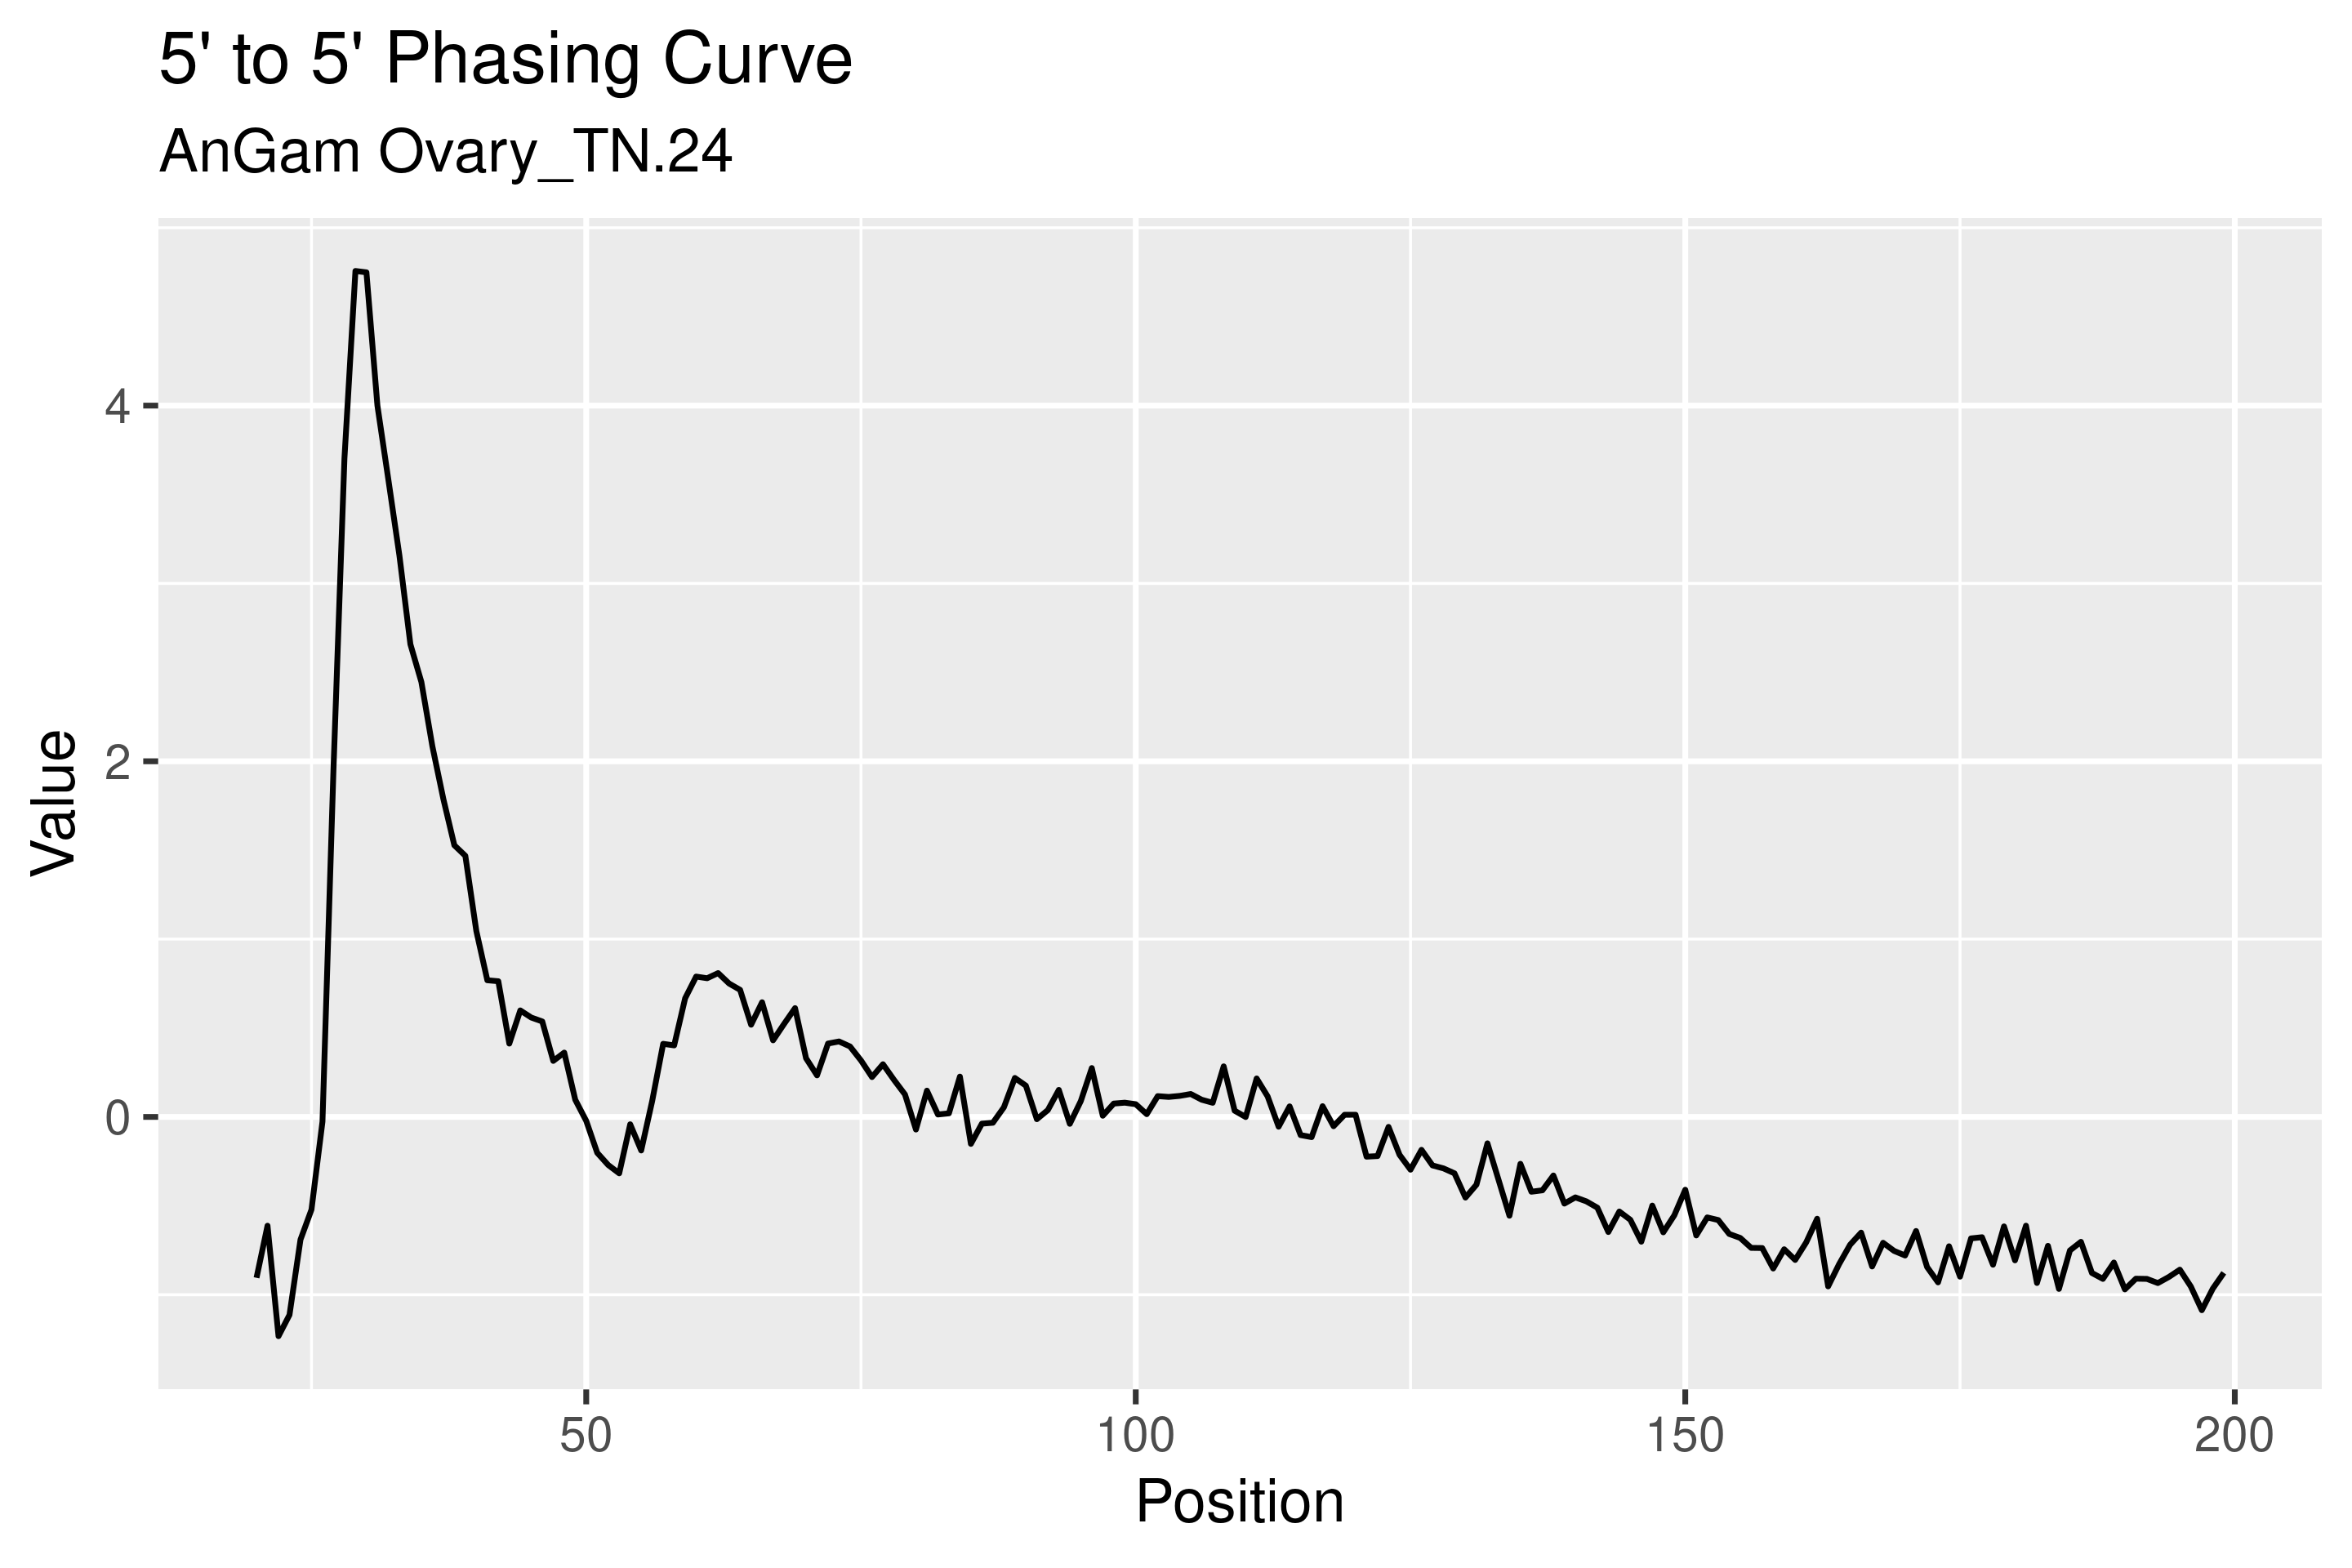 5' to 5' Phasing Curve
AnGam Ovary_TN.24
4
2
0
Value
50 100 150 200
Position